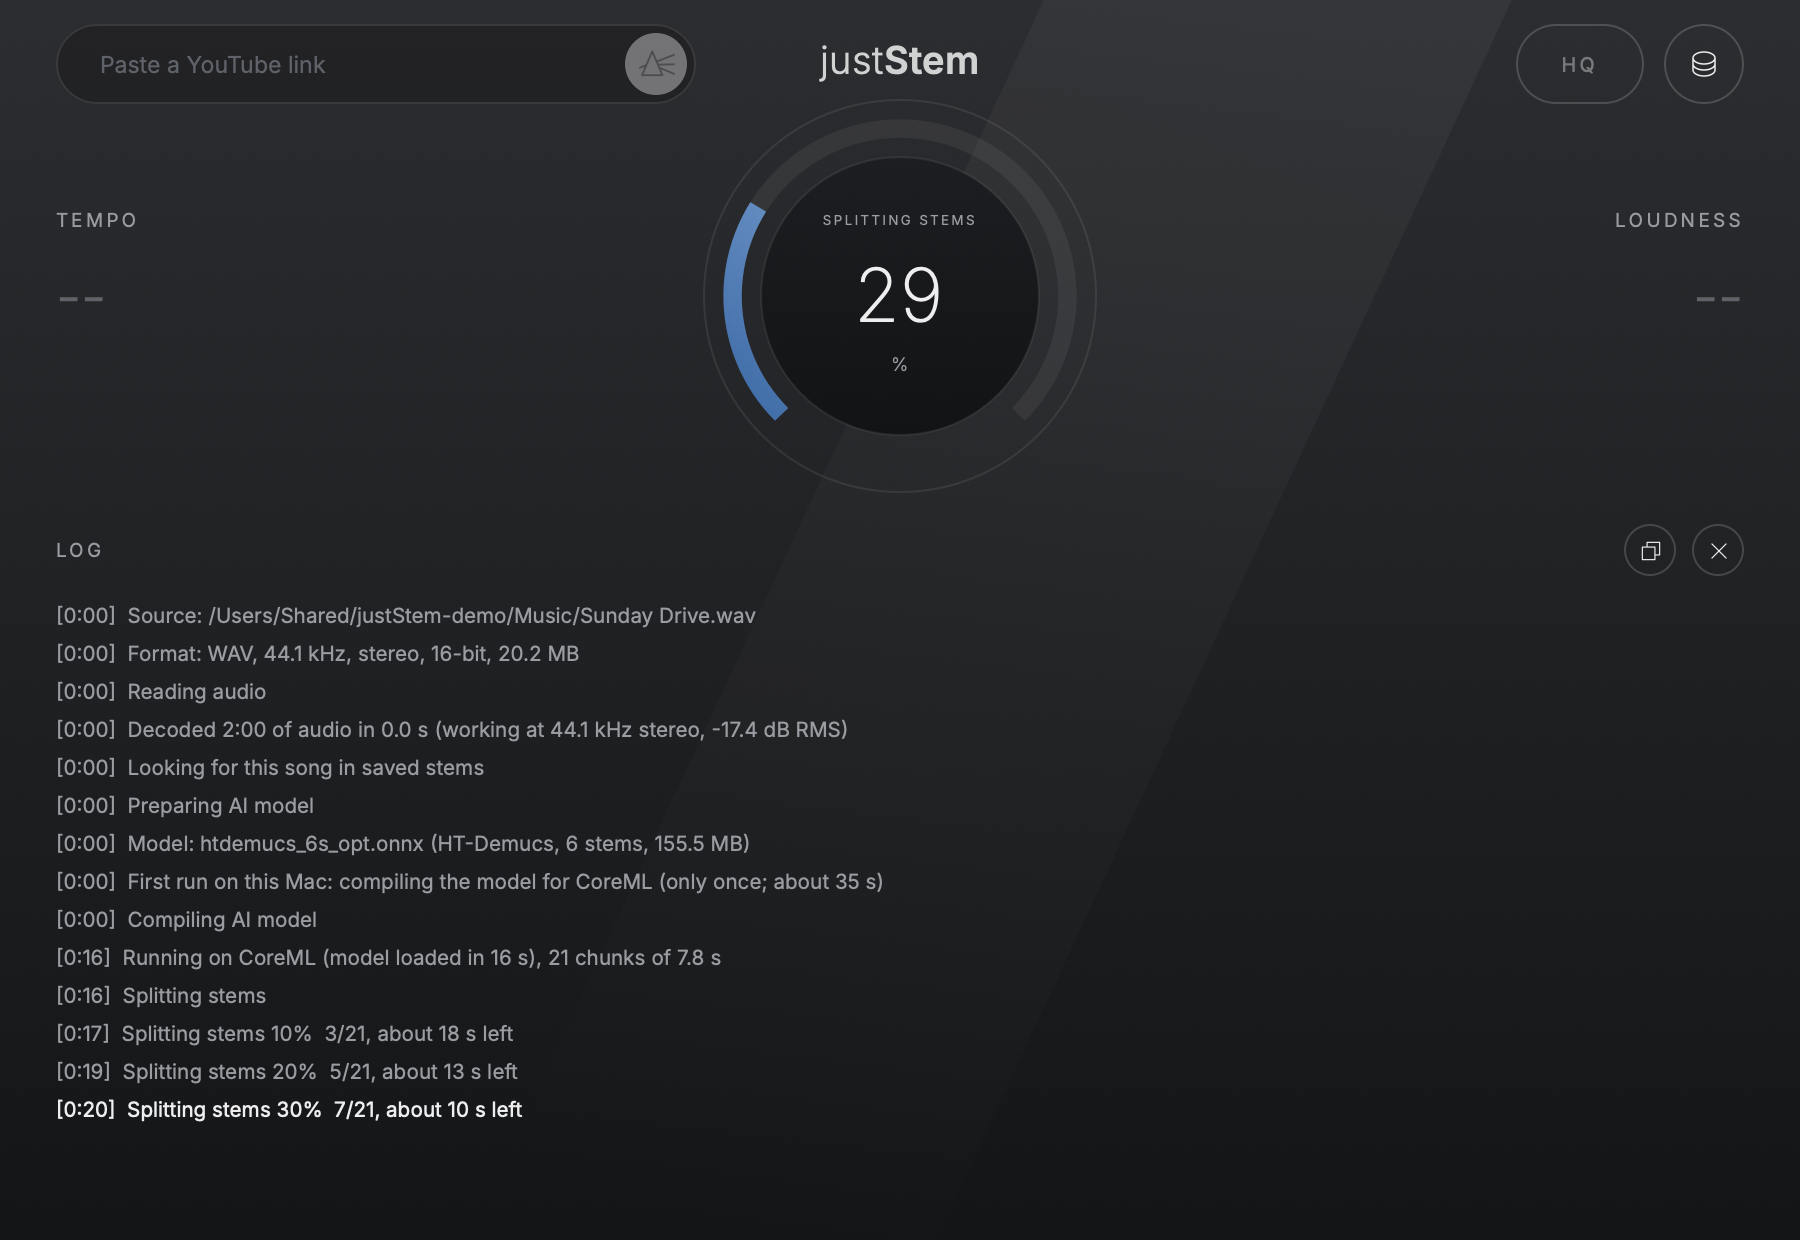 Paste a YouTube link
justStem
HQ
TEMPO
--
SPLITTING STEMS
29
%
LOUDNESS
--
LOG
[0:00] Source: /Users/Shared/justStem-demo/Music/Sunday Drive.wav
[0:00] Format: WAV, 44.1 kHz, stereo, 16-bit, 20.2 MB
[0:00] Reading audio
[0:00] Decoded 2:00 of audio in 0.0 s (working at 44.1 kHz stereo, -17.4 dB RMS)
[0:00] Looking for this song in saved stems
[0:00] Preparing AI model
[0:00] Model: htdemucs_6s_opt.onnx (HT-Demucs, 6 stems, 155.5 MB)
[0:00] First run on this Mac: compiling the model for CoreML (only once; about 35 s)
[0:00] Compiling AI model
[0:16] Running on CoreML (model loaded in 16 s), 21 chunks of 7.8 s
[0:16] Splitting stems
[0:17] Splitting stems 10%  3/21, about 18 s left
[0:19] Splitting stems 20%  5/21, about 13 s left
[0:20] Splitting stems 30%  7/21, about 10 s left